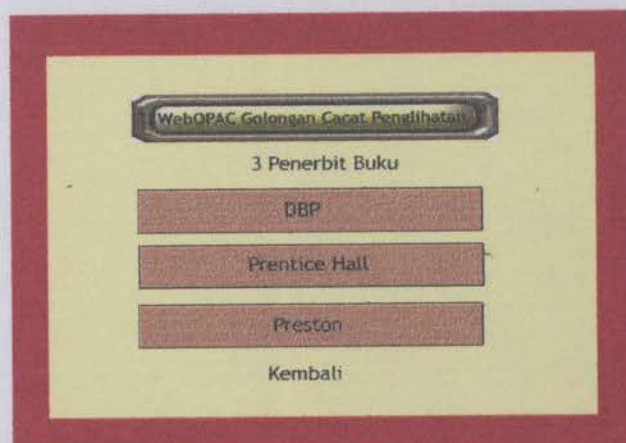 WebOPAC Golongan Cacat Penglihatan
3 Penerbit Buku
DBP
Prentice Hall
Preston
Kembali